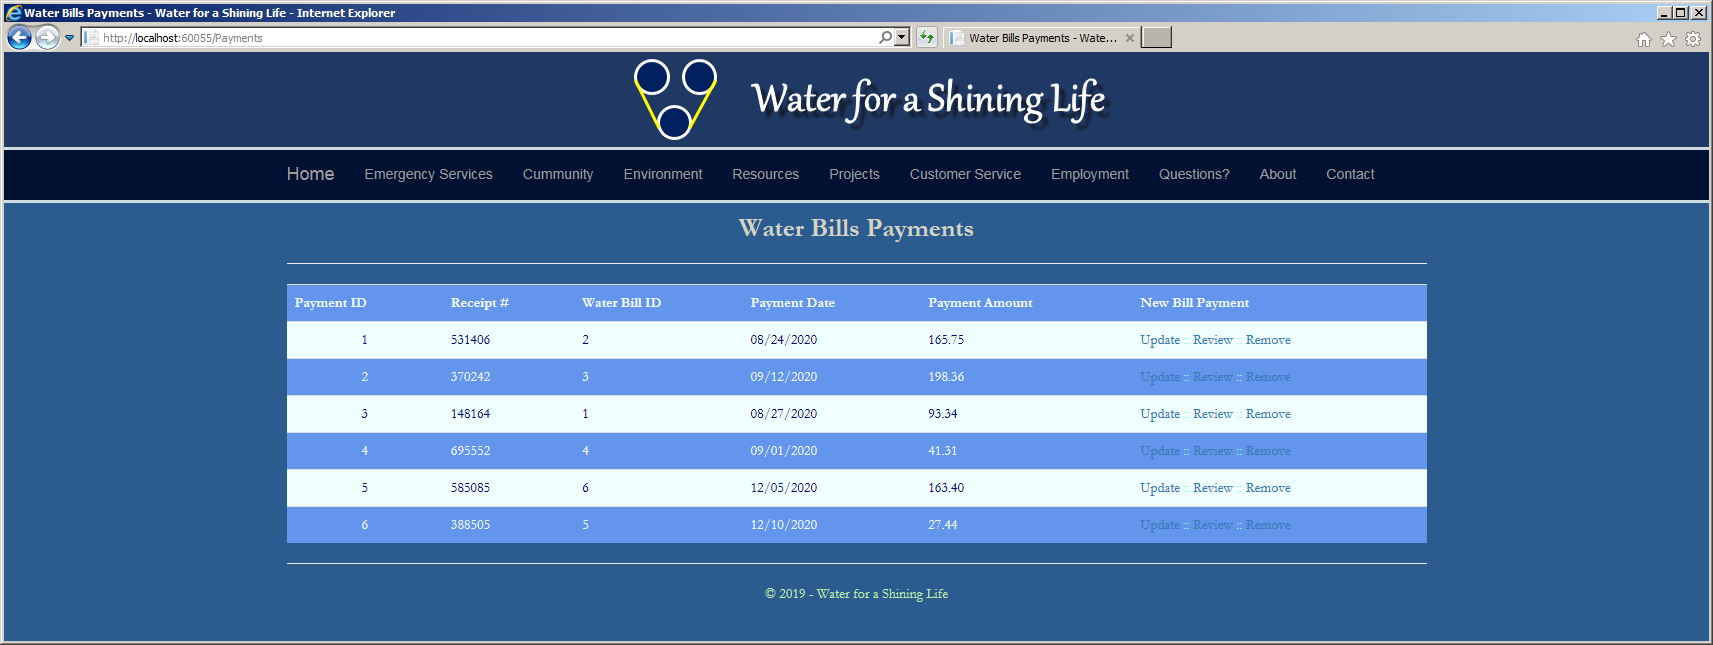 Water Bills Payments - Water for a Shining Life - Internet Explorer
http://localhost:60055/Payments
Water Bills Payments - Wate...
Water for a Shining Life
Home Emergency Services Cummunity Environment Resources Projects Customer Service Employment Questions? About Contact
Water Bills Payments
Payment ID Receipt # Water Bill ID Payment Date Payment Amount New Bill Payment
1 531406 2 08/24/2020 165.75 Update :: Review :: Remove
2 370242 3 09/12/2020 198.36 Update :: Review :: Remove
3 148164 1 08/27/2020 93.34 Update :: Review :: Remove
4 695552 4 09/01/2020 41.31 Update :: Review :: Remove
5 585085 6 12/05/2020 163.40 Update :: Review :: Remove
6 388505 5 12/10/2020 27.44 Update :: Review :: Remove
© 2019 - Water for a Shining Life